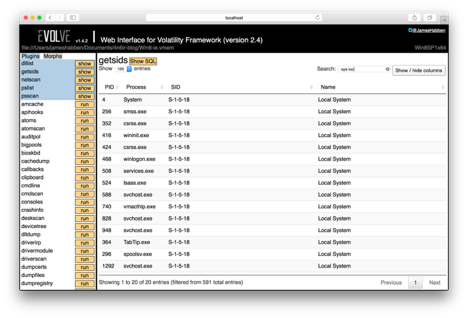 localhost
EVOLVE v1.4.2 Web Interface for Volatility Framework (version 2.4) @JamesHabben
file:///Users/jameshabben/Documents/4n6ir-blog/Win8-ie.vmem Win8SP1x64
Plugins Morphs
dlllist show
getsids show
netscan show
pslist show
psscan show
amcache run
apihooks run
atoms run
atomscan run
auditpol run
bigpools run
bioskbd run
cachedump run
callbacks run
clipboard run
cmdline run
cmdscan run
consoles run
crashinfo run
deskscan run
devicetree run
dlldump run
driverirp run
drivermodule run
driverscan run
dumpcerts run
dumpfiles run
dumpregistry run
getsids Show SQL
Show 100 entries Search: sys loc Show / hide columns
PID Process SID Name
4 System S-1-5-18 Local System
256 smss.exe S-1-5-18 Local System
352 csrss.exe S-1-5-18 Local System
416 wininit.exe S-1-5-18 Local System
424 csrss.exe S-1-5-18 Local System
468 winlogon.exe S-1-5-18 Local System
508 services.exe S-1-5-18 Local System
524 lsass.exe S-1-5-18 Local System
588 svchost.exe S-1-5-18 Local System
740 vmacthlp.exe S-1-5-18 Local System
828 svchost.exe S-1-5-18 Local System
948 svchost.exe S-1-5-18 Local System
364 TabTip.exe S-1-5-18 Local System
296 spoolsv.exe S-1-5-18 Local System
1292 svchost.exe S-1-5-18 Local System
Showing 1 to 20 of 20 entries (filtered from 591 total entries) Previous 1 Next